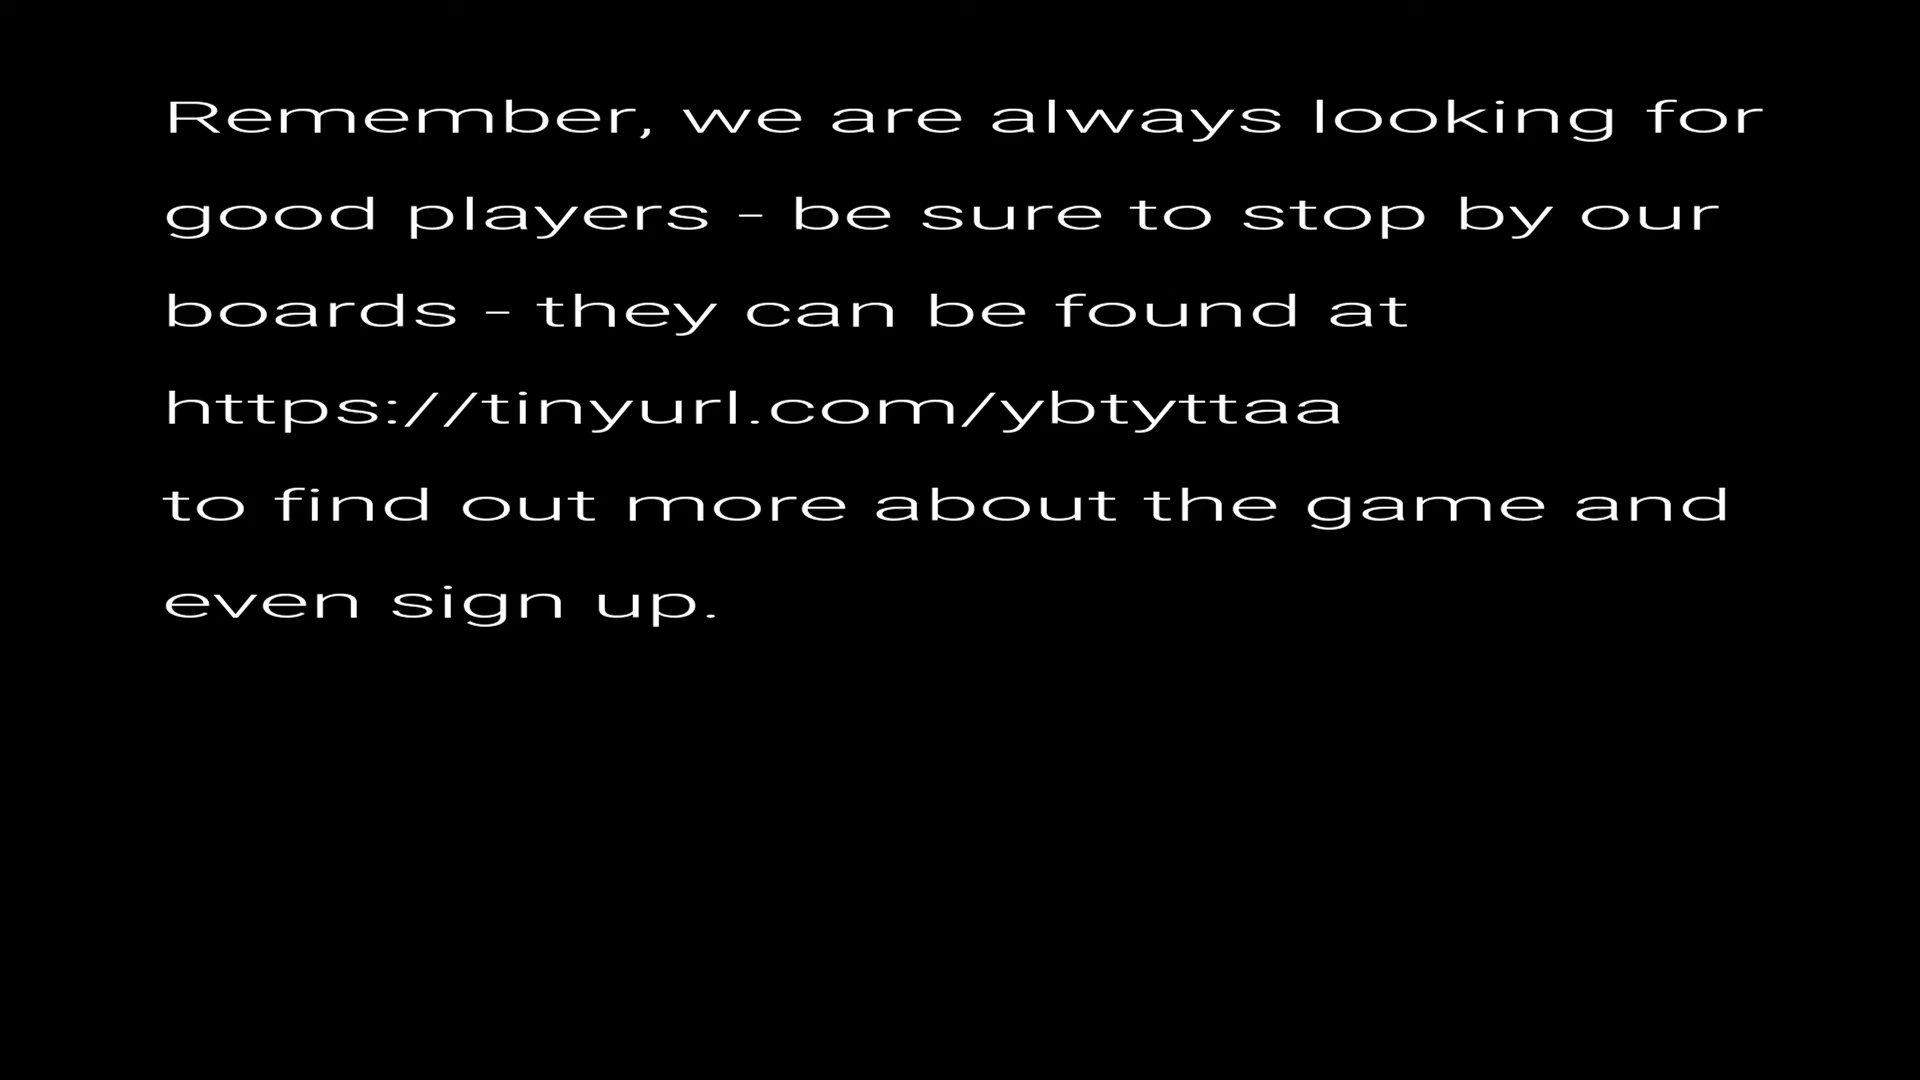 Remember, we are always looking for
good players - be sure to stop by our
boards - they can be found at
https://tinyurl.com/ybtyttaa
to find out more about the game and
even sign up.